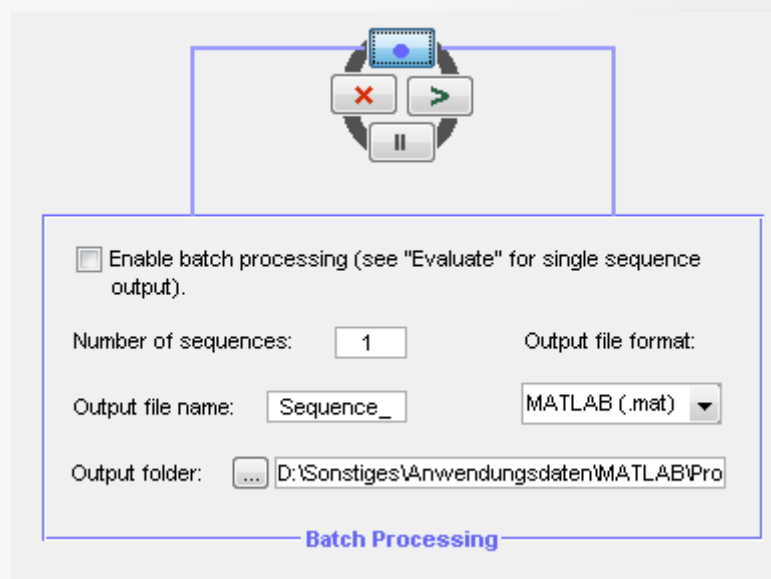 Enable batch processing (see "Evaluate" for single sequence
output).
Number of sequences: 1
Output file format:
Output file name: Sequence_
MATLAB (.mat)
Output folder: ... D:\Sonstiges\Anwendungsdaten\MATLAB\Pro
Batch Processing